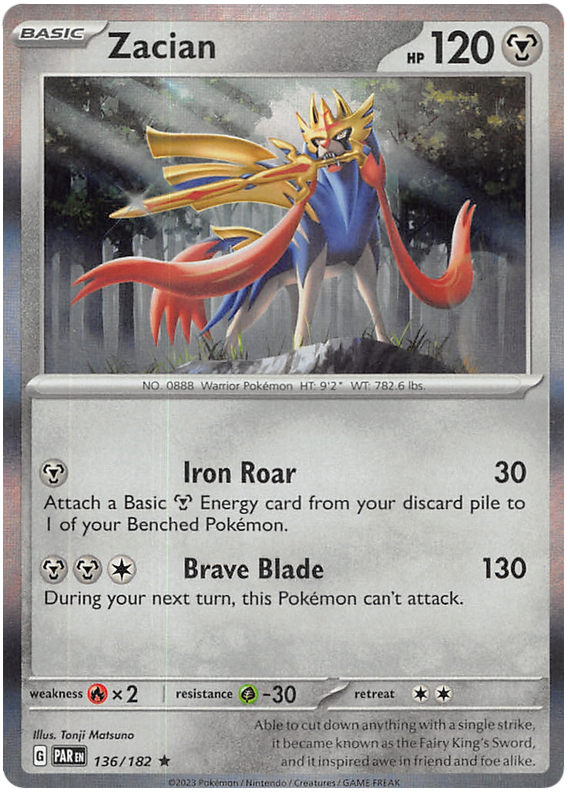 BASIC Zacian HP 120
NO. 0888 Warrior Pokémon HT: 9'2" WT: 782.6 lbs.
Iron Roar 30
Attach a Basic Energy card from your discard pile to
1 of your Benched Pokémon.
Brave Blade 130
During your next turn, this Pokémon can't attack.
weakness ×2 resistance -30 retreat
Illus. Tonji Matsuno
Able to cut down anything with a single strike,
it became known as the Fairy King's Sword,
and it inspired awe in friend and foe alike.
G PAR EN 136/182 ★
©2023 Pokémon / Nintendo / Creatures / GAME FREAK